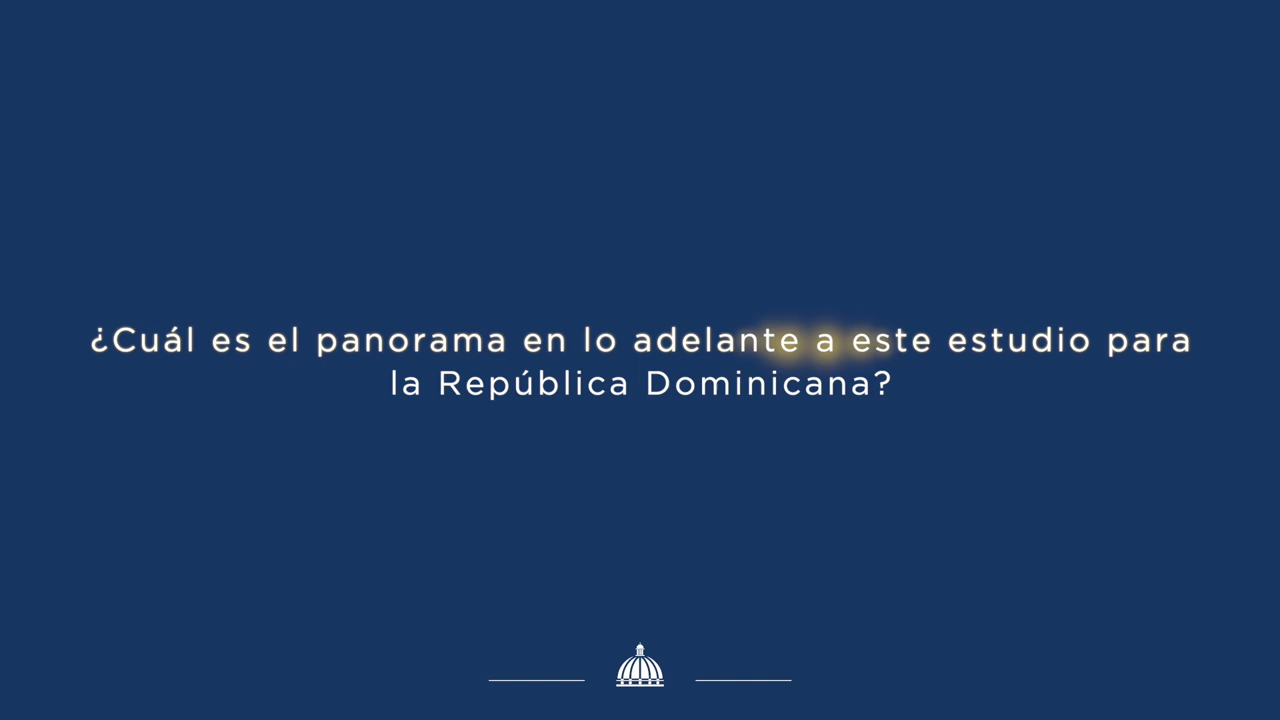 ¿Cuál es el panorama en lo adelante a este estudio para
la República Dominicana?